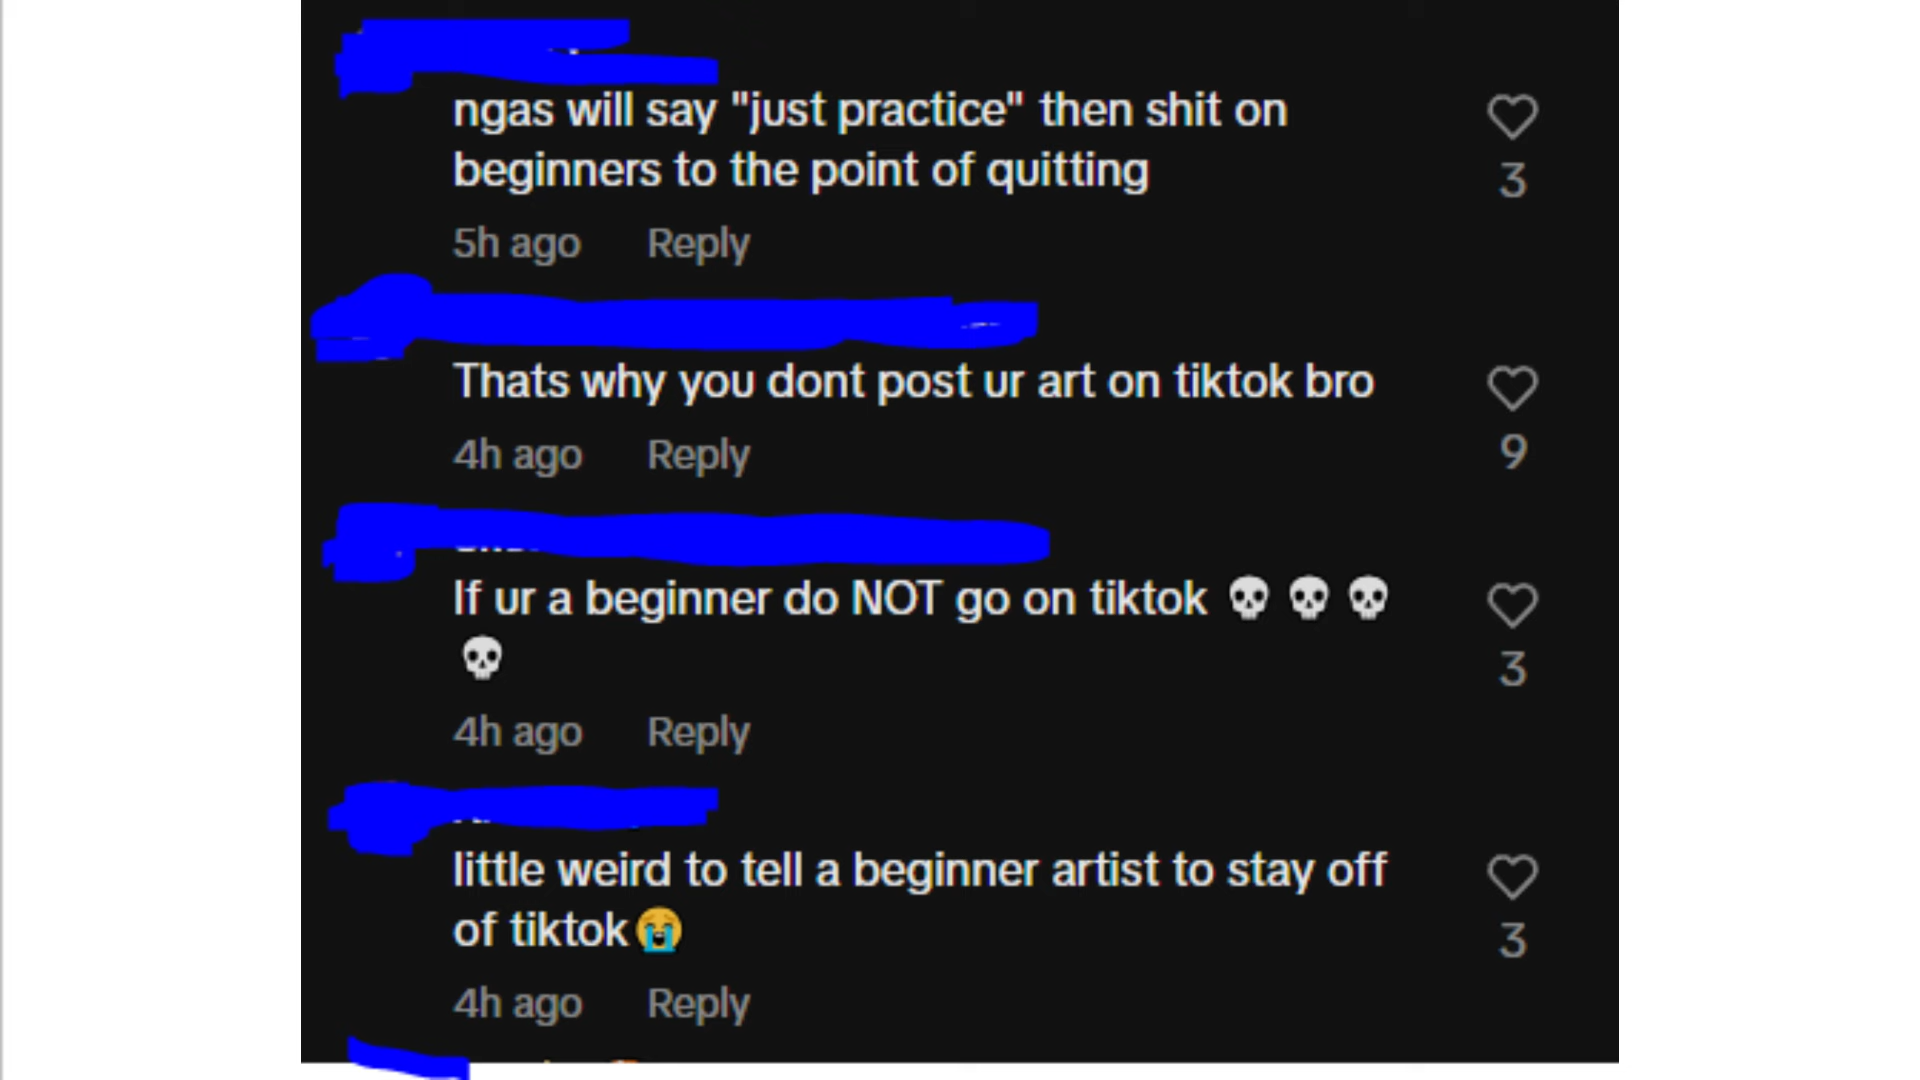 ngas will say "just practice" then shit on
beginners to the point of quitting
3
5h ago Reply
Thats why you dont post ur art on tiktok bro
9
4h ago Reply
If ur a beginner do NOT go on tiktok 💀 💀 💀
💀
3
4h ago Reply
little weird to tell a beginner artist to stay off
of tiktok😭
3
4h ago Reply